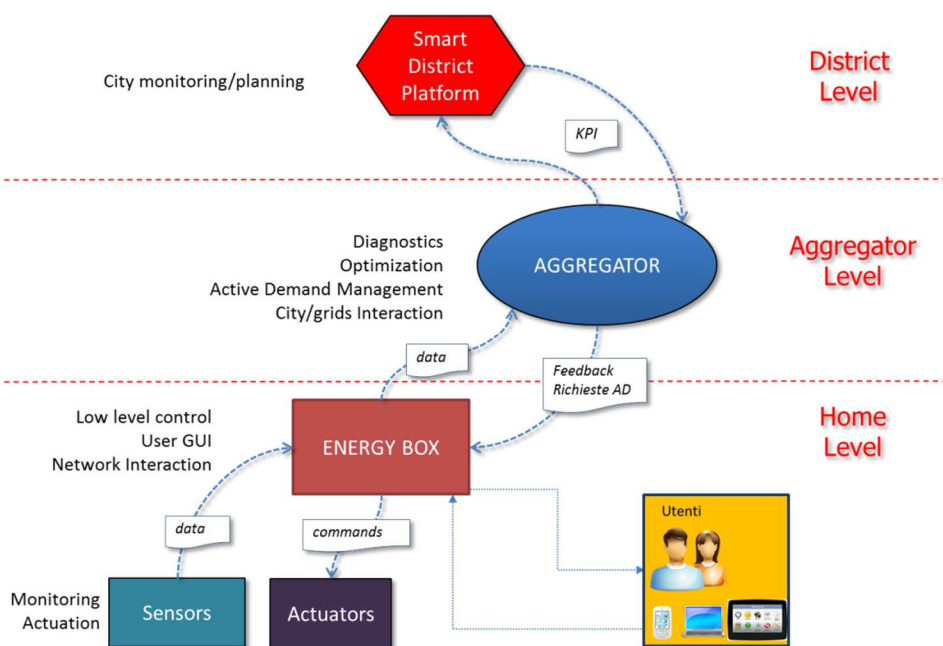 Smart
District
Platform
City monitoring/planning
District
Level
KPI
Diagnostics
Optimization
Active Demand Management
City/grids Interaction
AGGREGATOR
Aggregator
Level
data
Feedback
Richieste AD
Low level control
User GUI
Network Interaction
ENERGY BOX
Home
Level
data
commands
Utenti
Monitoring
Actuation
Sensors
Actuators